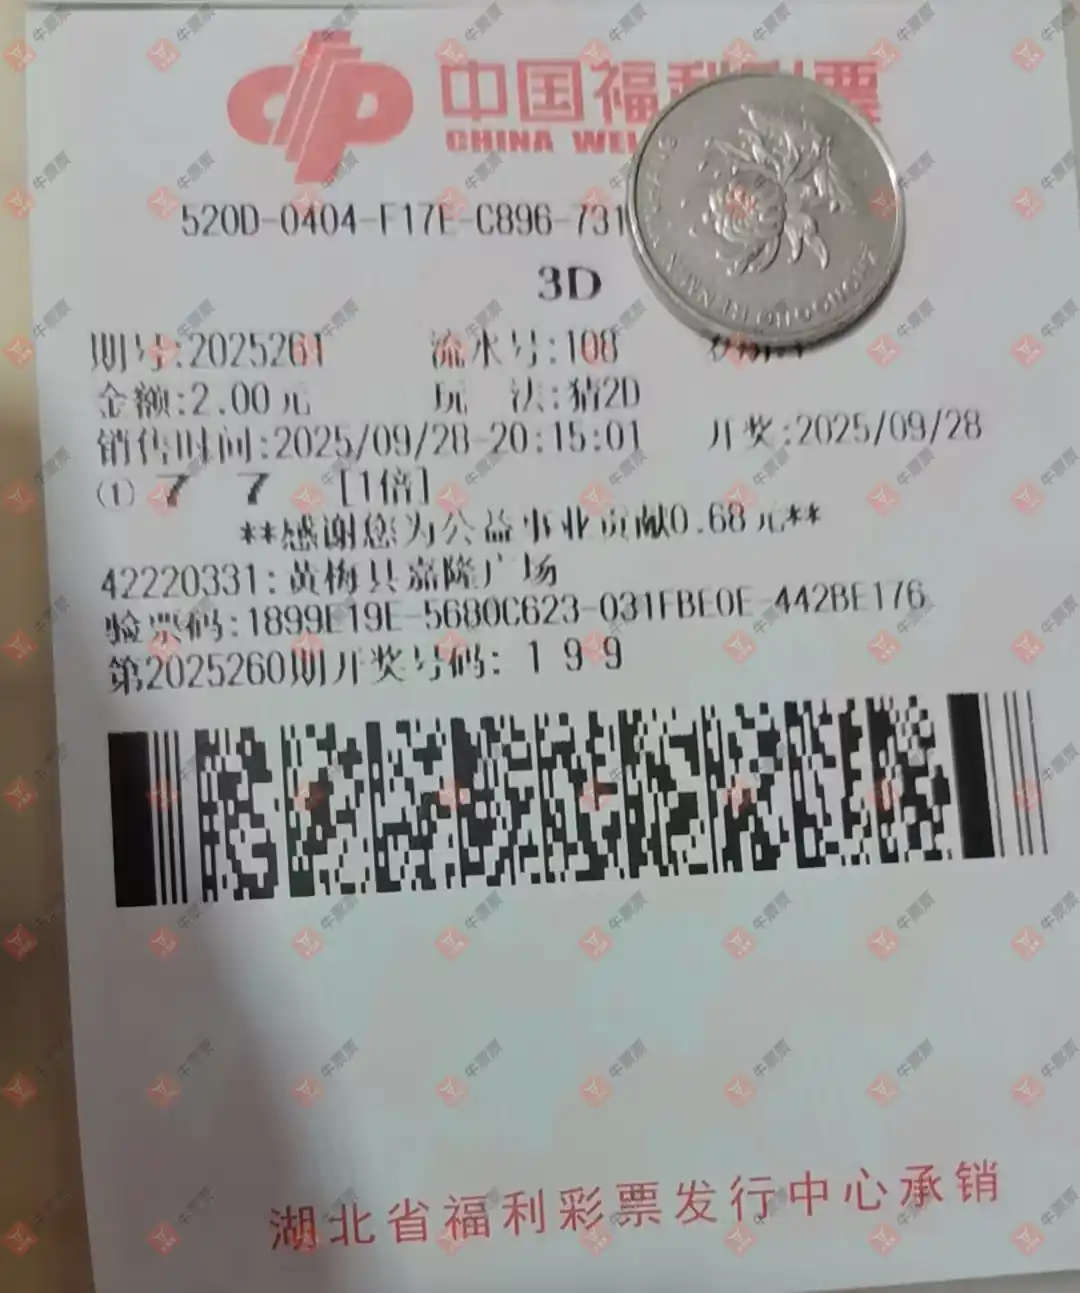 中国福利彩票
CHINA WEL
520D-0404-F17E-C896-731
3D
期号:2025261 流水号:108
金额:2.00元 玩 法:猜2D
销售时间:2025/09/28-20:15:01 开奖:2025/09/28
(1) 7 7 [1倍]
**感谢您为公益事业贡献0.68元**
42220331:黄梅县嘉隆广场
验票码:1899E19E-5680C623-031FBE0E-442BE176
第2025260期开奖号码: 1 9 9
湖北省福利彩票发行中心承销
牛票票